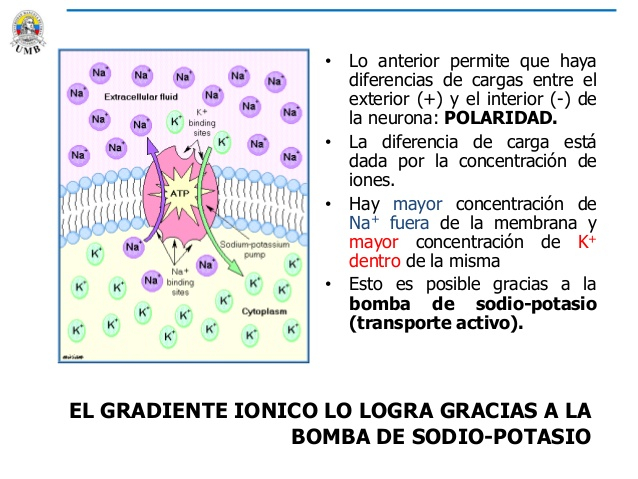 UMB
Na+ Na+ Na+ Na+ Na+
Na+
Extracellular fluid
Na+
Na+
Na+
K+
binding
sites
Na+ Na+ Na+ K+
Na+
Na+
K+
Na+
ATP
Na+
Sodium-potassium
pump
K+
K+
K+
Na+
Na+
Na+
binding
sites
K+
K+
K+
K+
K+
Cytoplasm
K+
K+
K+
K+
K+
K+
• Lo anterior permite que haya
diferencias de cargas entre el
exterior (+) y el interior (-) de
la neurona: POLARIDAD.
• La diferencia de carga está
dada por la concentración de
iones.
• Hay mayor concentración de
Na+ fuera de la membrana y
mayor concentración de K+
dentro de la misma
• Esto es posible gracias a la
bomba de sodio-potasio
(transporte activo).
EL GRADIENTE IONICO LO LOGRA GRACIAS A LA
BOMBA DE SODIO-POTASIO